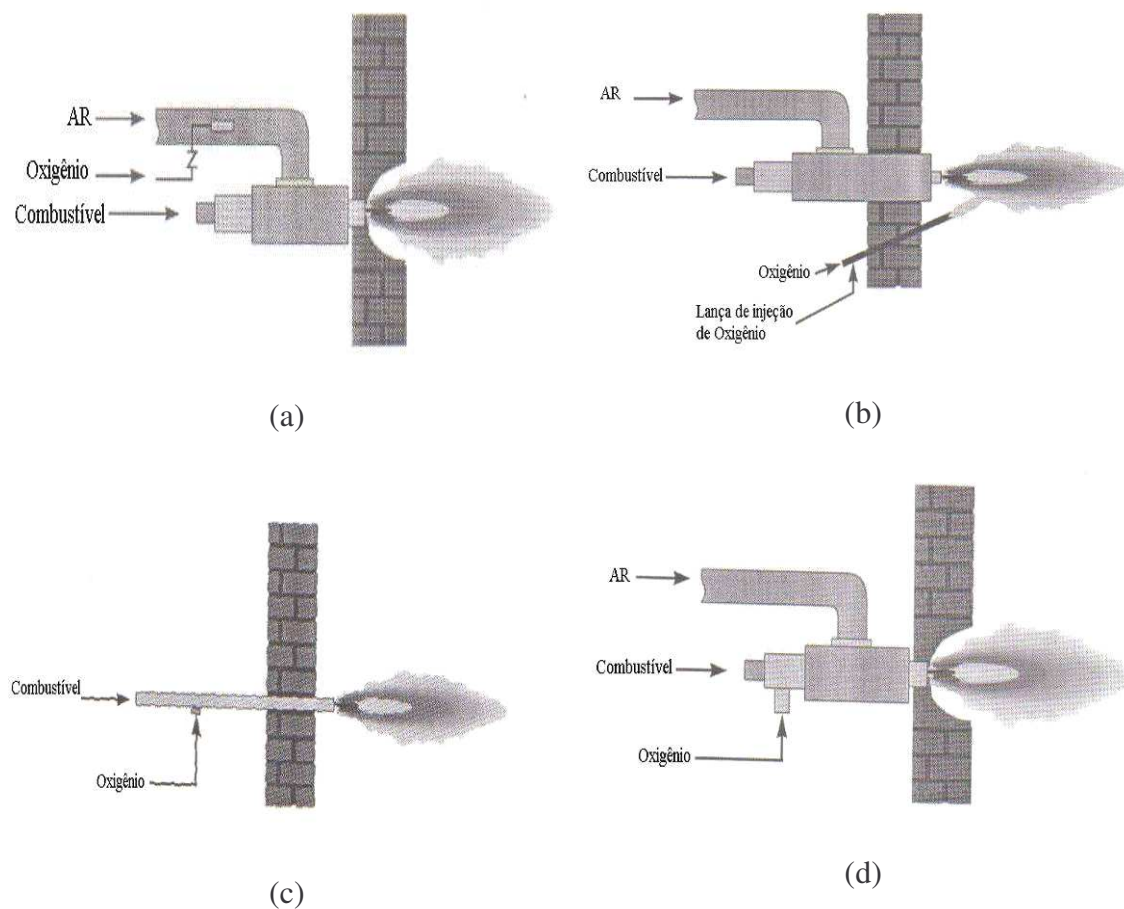 AR
Oxigênio
Combustível
(a)
AR
Combustível
Oxigênio
Lança de injeção
de Oxigênio
(b)
Combustível
Oxigênio
(c)
AR
Combustível
Oxigênio
(d)